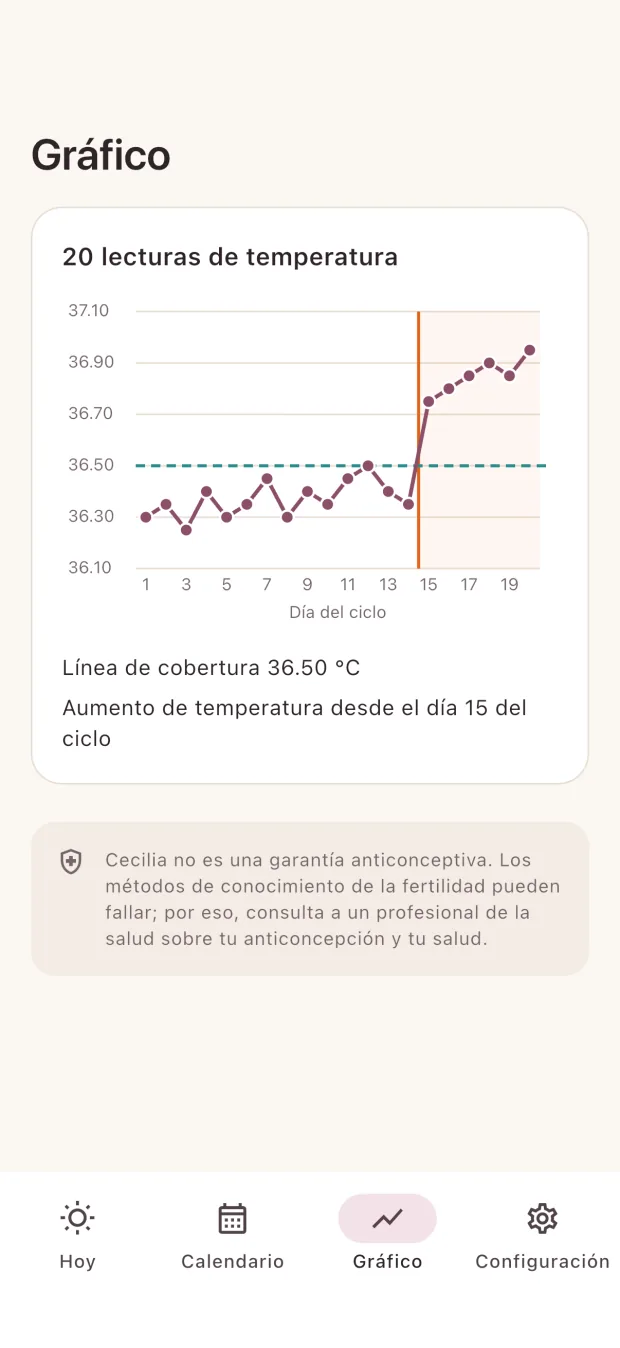 Gráfico
20 lecturas de temperatura
37.10
36.90
36.70
36.50
36.30
36.10
1 3 5 7 9 11 13 15 17 19
Día del ciclo
Línea de cobertura 36.50 °C
Aumento de temperatura desde el día 15 del
ciclo
Cecilia no es una garantía anticonceptiva. Los
métodos de conocimiento de la fertilidad pueden
fallar; por eso, consulta a un profesional de la
salud sobre tu anticoncepción y tu salud.
Hoy Calendario Gráfico Configuración